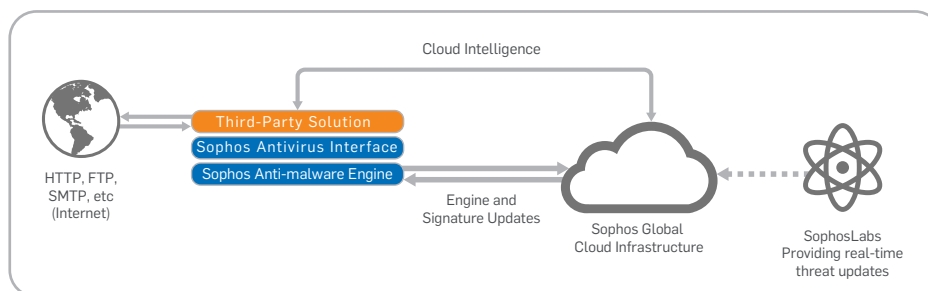 Cloud Intelligence
Third-Party Solution
Sophos Antivirus Interface
Sophos Anti-malware Engine
HTTP, FTP,
SMTP, etc
(Internet)
Engine and
Signature Updates
Sophos Global
Cloud Infrastructure
SophosLabs
Providing real-time
threat updates